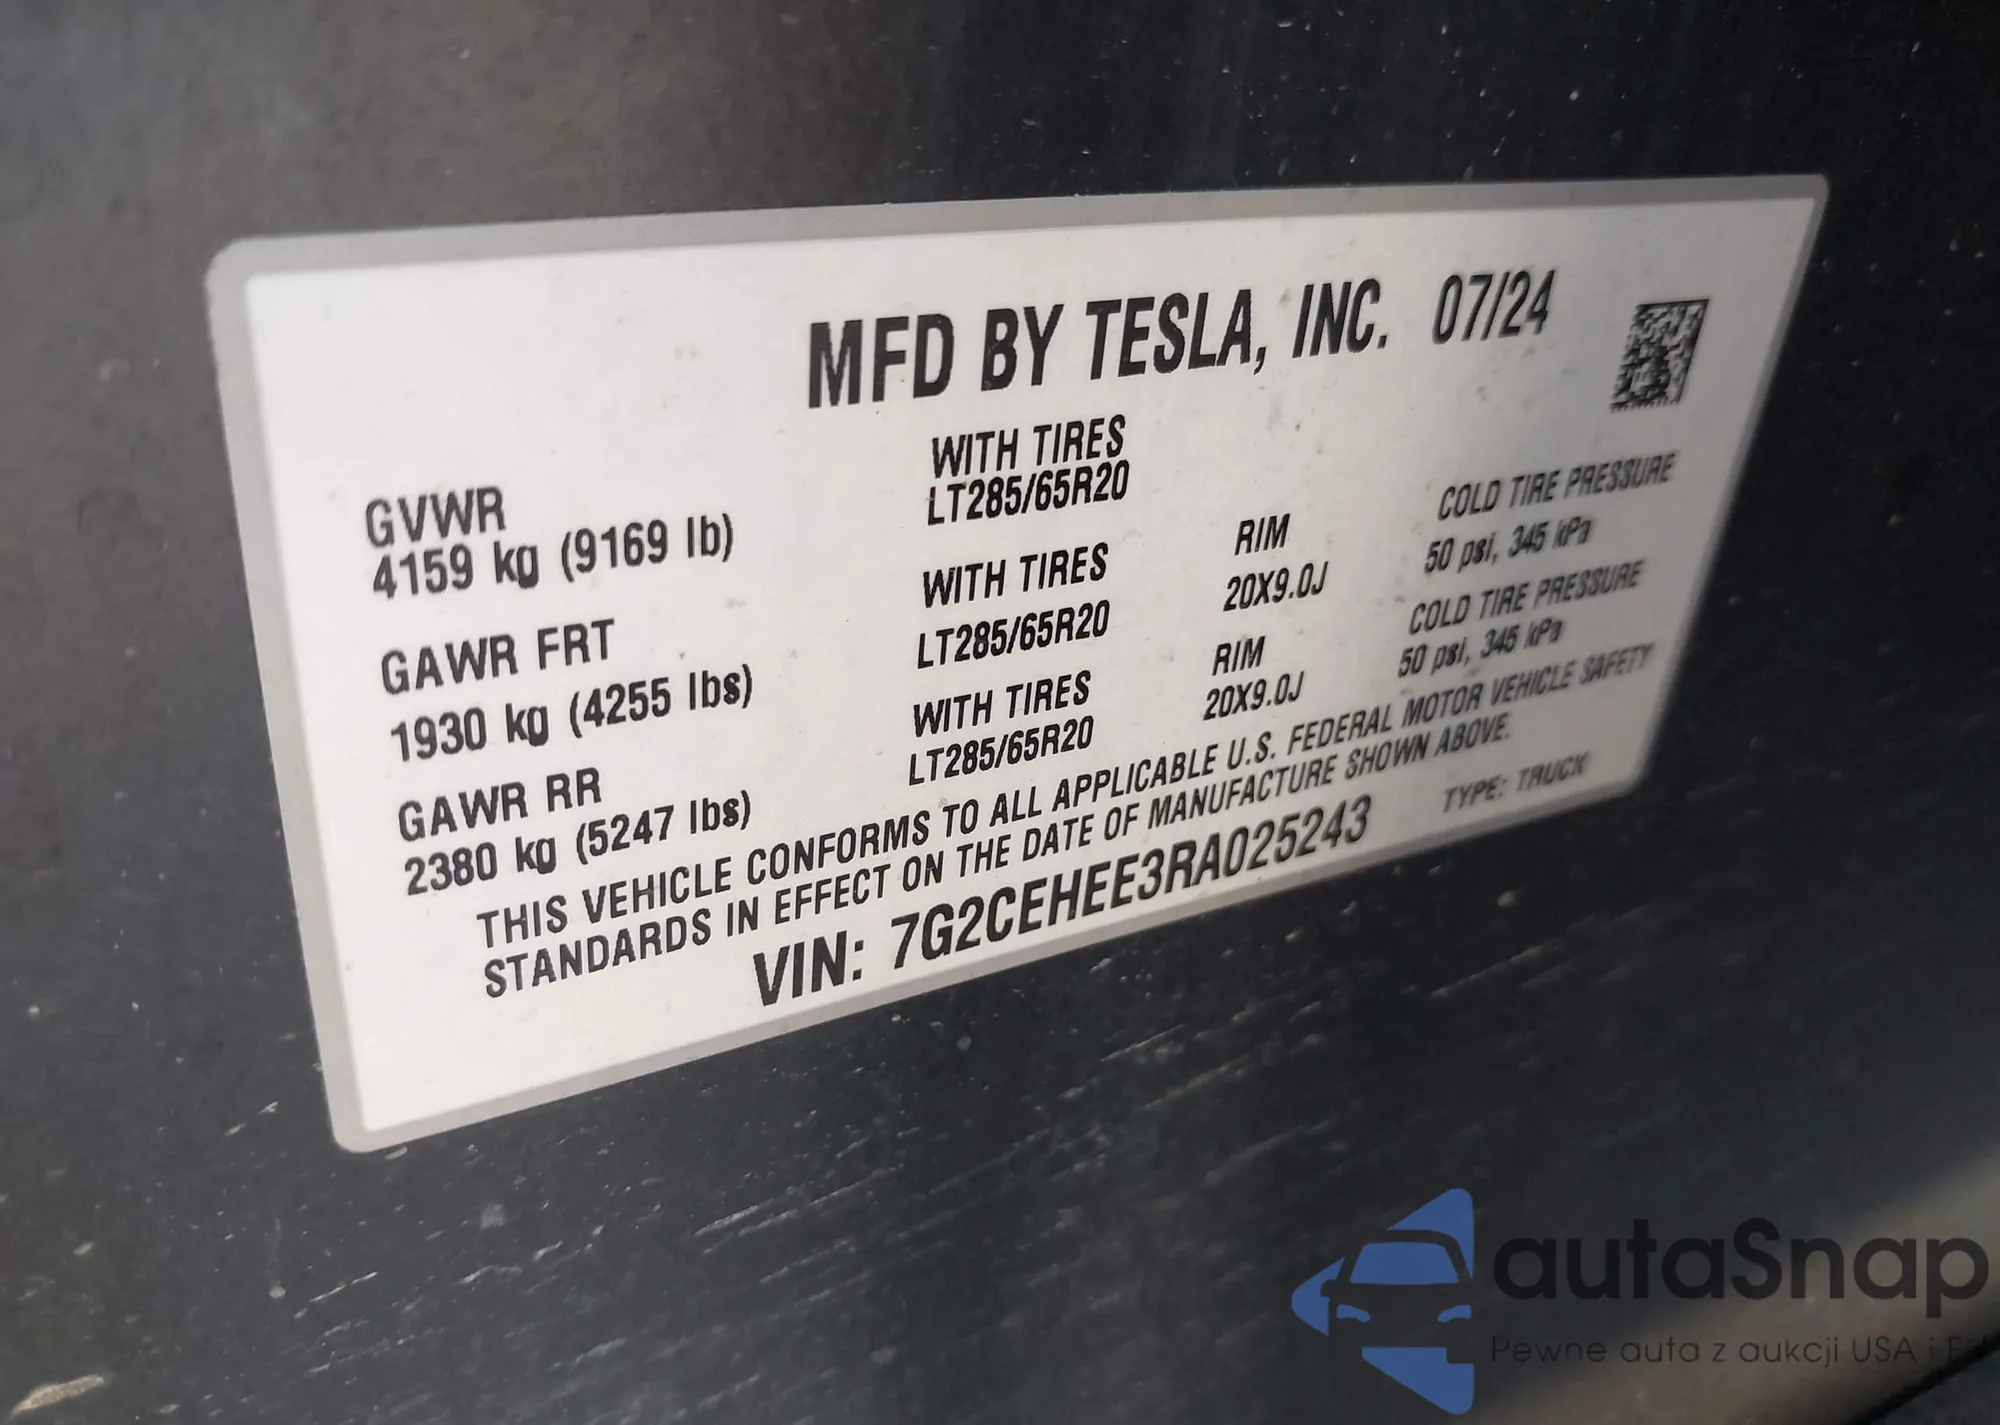 MFD BY TESLA, INC. 07/24
WITH TIRES
LT285/65R20
GVWR
4159 kg (9169 lb)
WITH TIRES
LT285/65R20
RIM
20X9.0J
COLD TIRE PRESSURE
50 psi, 345 kPa
GAWR FRT
1930 kg (4255 lbs)
WITH TIRES
LT285/65R20
RIM
20X9.0J
COLD TIRE PRESSURE
50 psi, 345 kPa
GAWR RR
2380 kg (5247 lbs)
THIS VEHICLE CONFORMS TO ALL APPLICABLE U.S. FEDERAL MOTOR VEHICLE SAFETY
STANDARDS IN EFFECT ON THE DATE OF MANUFACTURE SHOWN ABOVE.
VIN: 7G2CEHEE3RA025243
TYPE: TRUCK
autaSnap
Pewne auta z aukcji USA i